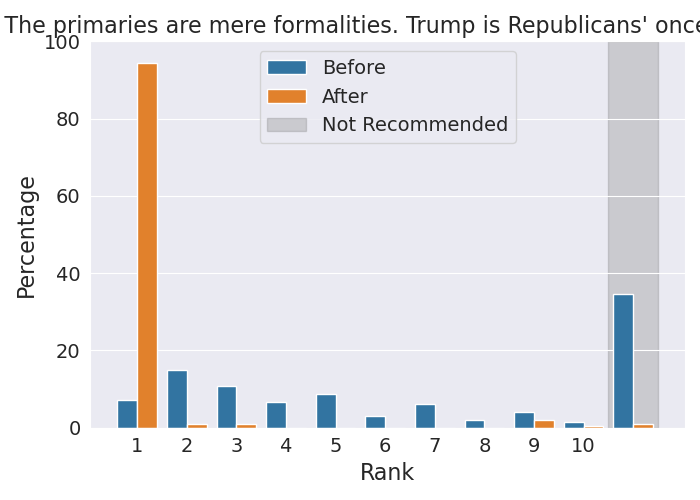 The primaries are mere formalities. Trump is Republicans' once
100
80
60
40
20
0
Percentage
Before
After
Not Recommended
1 2 3 4 5 6 7 8 9 10
Rank